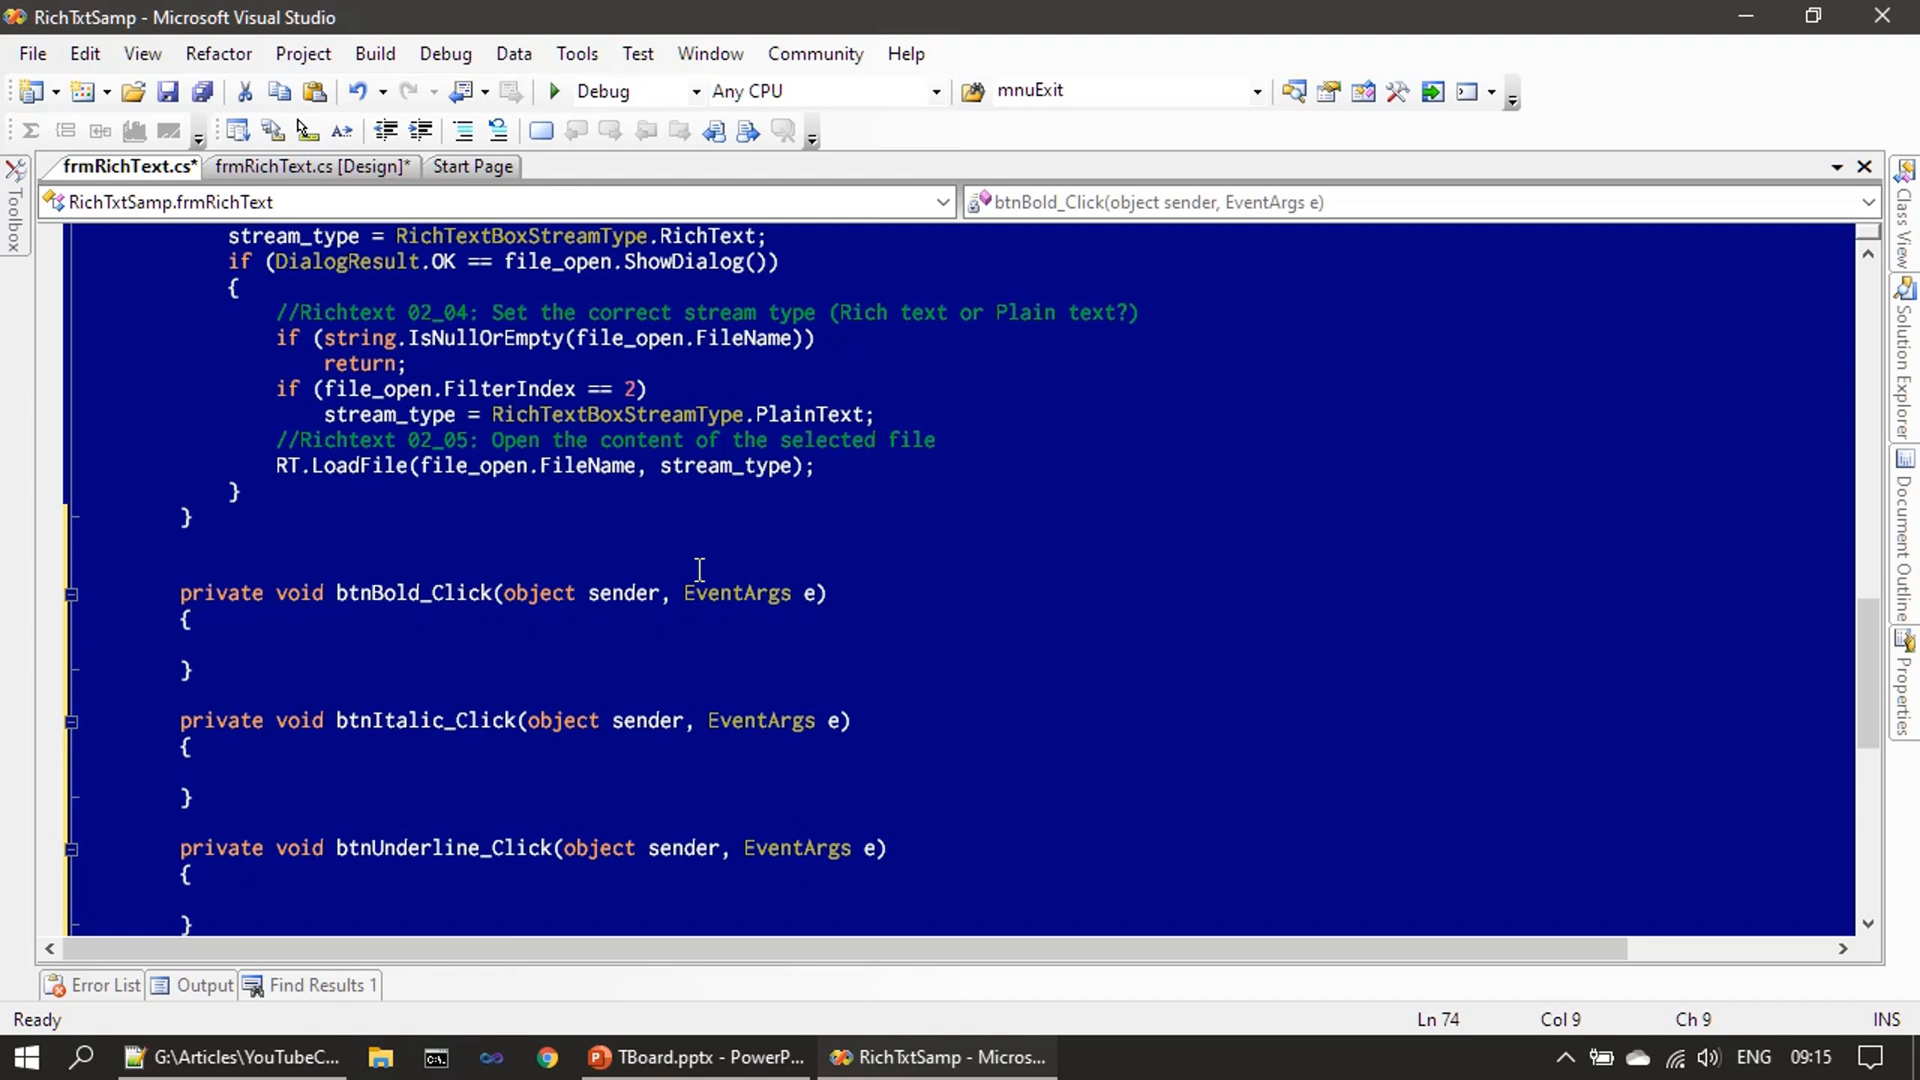 RichTxtSamp - Microsoft Visual Studio
File Edit View Refactor Project Build Debug Data Tools Test Window Community Help
Debug Any CPU mnuExit
frmRichText.cs* frmRichText.cs [Design]* Start Page
RichTxtSamp.frmRichText btnBold_Click(object sender, EventArgs e)
Toolbox
stream_type = RichTextBoxStreamType.RichText;
if (DialogResult.OK == file_open.ShowDialog())
{
//Richtext 02_04: Set the correct stream type (Rich text or Plain text?)
if (string.IsNullOrEmpty(file_open.FileName))
return;
if (file_open.FilterIndex == 2)
stream_type = RichTextBoxStreamType.PlainText;
//Richtext 02_05: Open the content of the selected file
RT.LoadFile(file_open.FileName, stream_type);
}
}
private void btnBold_Click(object sender, EventArgs e)
{
}
private void btnItalic_Click(object sender, EventArgs e)
{
}
private void btnUnderline_Click(object sender, EventArgs e)
{
}
Class View
Solution Explorer
Document Outline
Properties
Error List Output Find Results 1
Ready Ln 74 Col 9 Ch 9 INS
G:\Articles\YouTubeC... TBoard.pptx - PowerP... RichTxtSamp - Micros... ENG 09:15